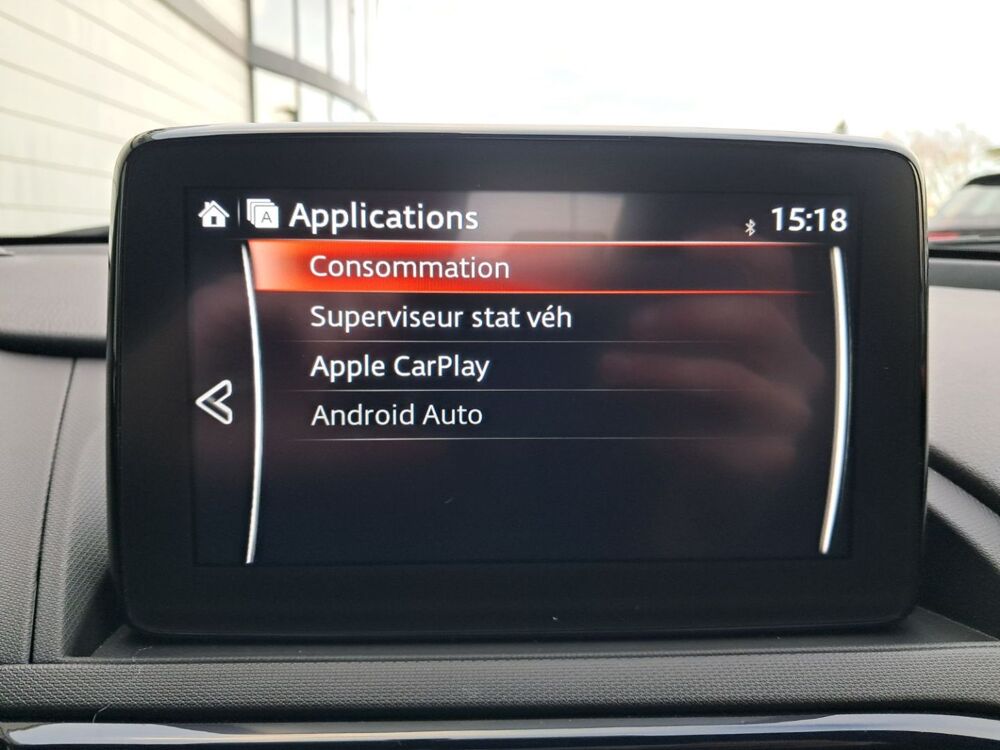 A Applications 15:18
Consommation
Superviseur stat véh
Apple CarPlay
Android Auto